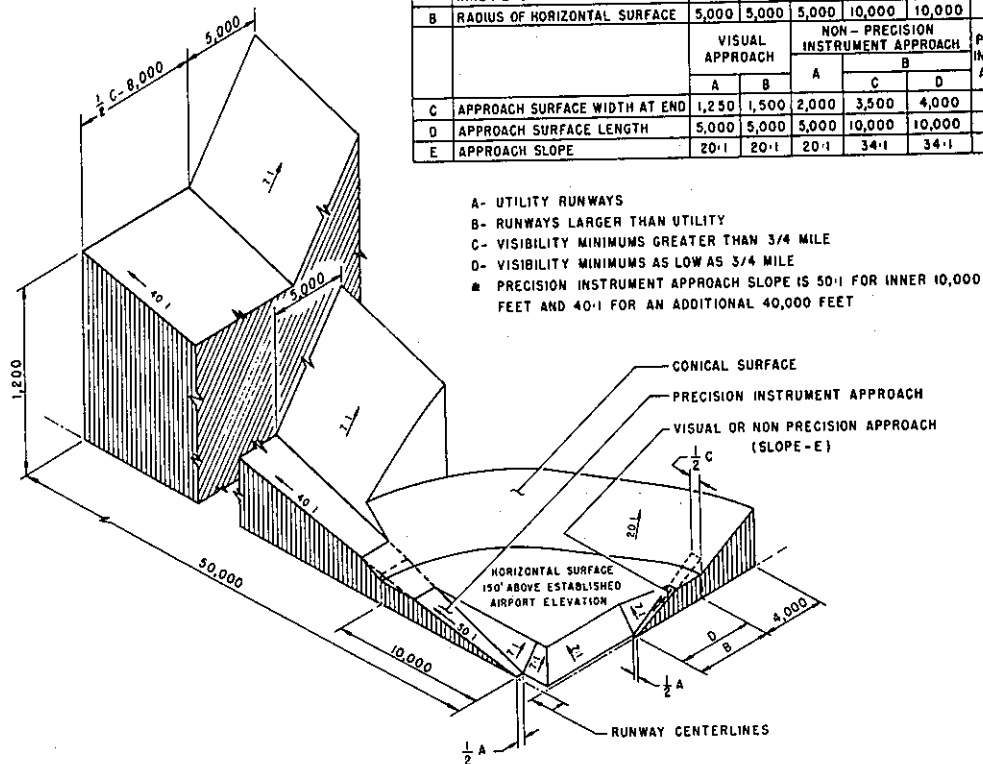 B RADIUS OF HORIZONTAL SURFACE 5,000 5,000 5,000 10,000 10,000
VISUAL APPROACH NON-PRECISION INSTRUMENT APPROACH
A B A B
C D
C APPROACH SURFACE WIDTH AT END 1,250 1,500 2,000 3,500 4,000
D APPROACH SURFACE LENGTH 5,000 5,000 5,000 10,000 10,000
E APPROACH SLOPE 20:1 20:1 20:1 34:1 34:1
A- UTILITY RUNWAYS
B- RUNWAYS LARGER THAN UTILITY
C- VISIBILITY MINIMUMS GREATER THAN 3/4 MILE
D- VISIBILITY MINIMUMS AS LOW AS 3/4 MILE
* PRECISION INSTRUMENT APPROACH SLOPE IS 50:1 FOR INNER 10,000
FEET AND 40:1 FOR AN ADDITIONAL 40,000 FEET
5,000
1/2 C-8,000
7:1
40:1
5,000
1,200
7:1
CONICAL SURFACE
PRECISION INSTRUMENT APPROACH
VISUAL OR NON PRECISION APPROACH
(SLOPE-E)
1/2 C
40:1
20:1
HORIZONTAL SURFACE
150' ABOVE ESTABLISHED
AIRPORT ELEVATION
50,000
50:1
7:1
7:1
7:1
7:1
4,000
D
B
10,000
1/2 A
RUNWAY CENTERLINES
1/2 A